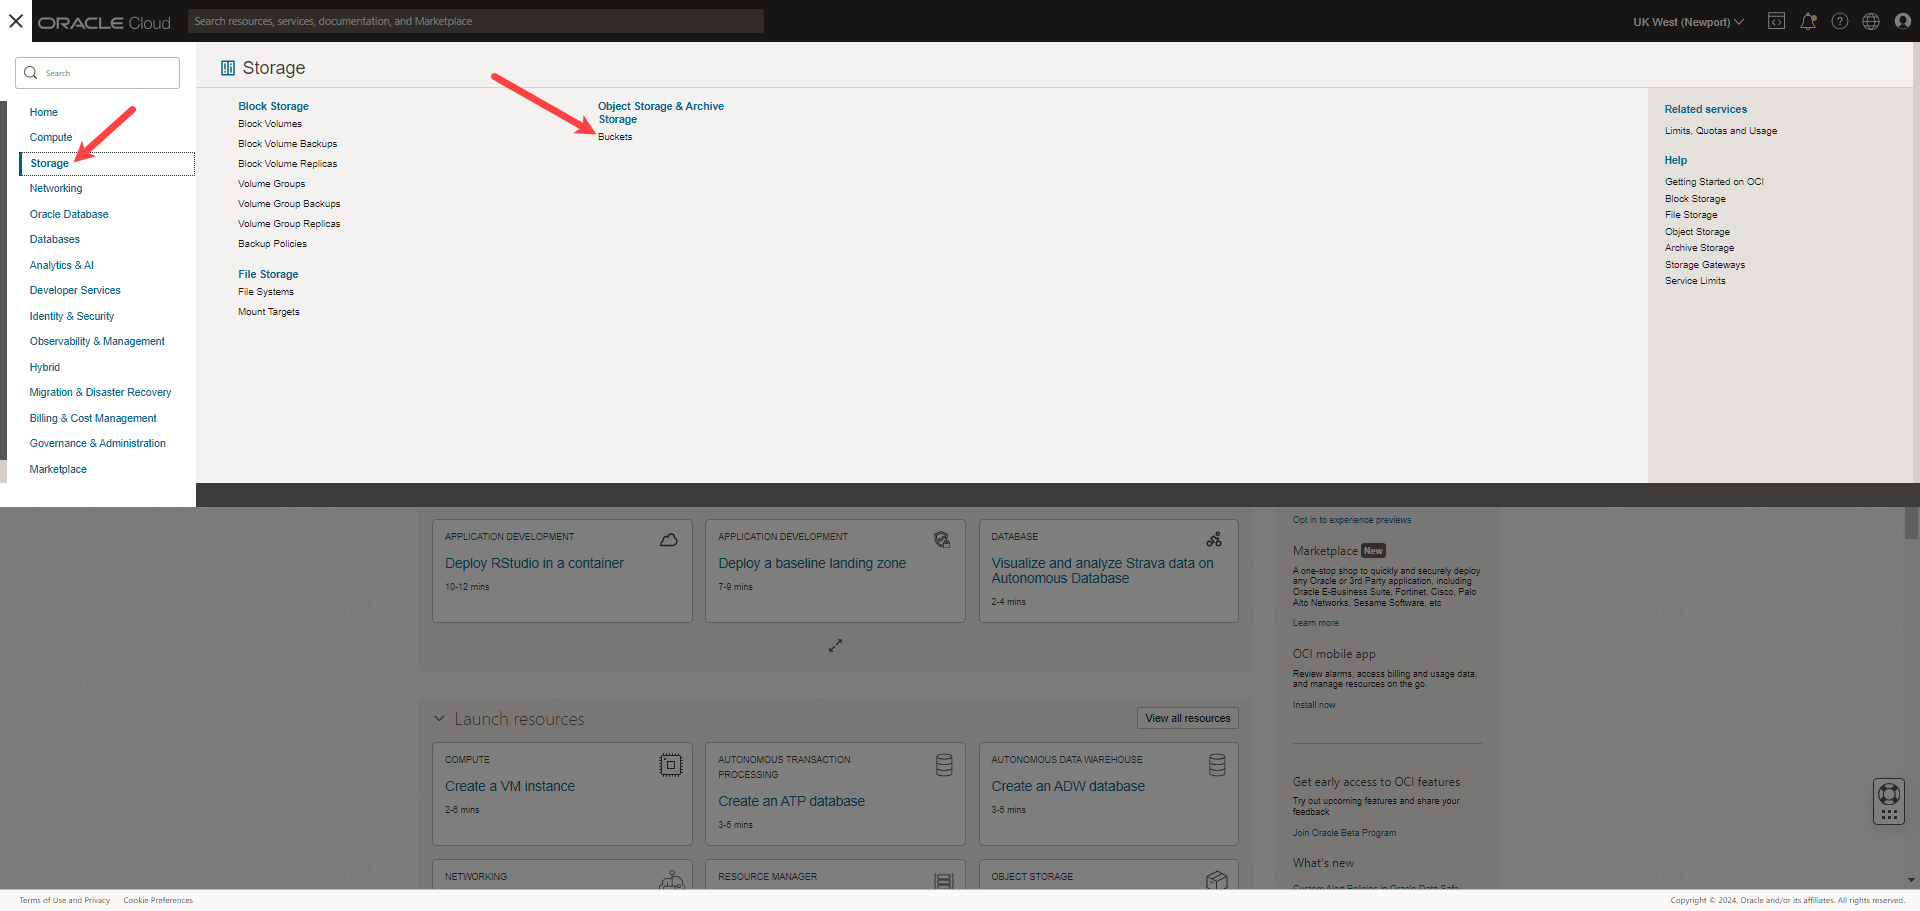 ORACLE Cloud
Search resources, services, documentation, and Marketplace
UK West (Newport)
Search
Home
Compute
Storage
Networking
Oracle Database
Databases
Analytics & AI
Developer Services
Identity & Security
Observability & Management
Hybrid
Migration & Disaster Recovery
Billing & Cost Management
Governance & Administration
Marketplace
Storage
Block Storage
Block Volumes
Block Volume Backups
Block Volume Replicas
Volume Groups
Volume Group Backups
Volume Group Replicas
Backup Policies
File Storage
File Systems
Mount Targets
Object Storage & Archive
Storage
Buckets
Related services
Limits, Quotas and Usage
Help
Getting Started on OCI
Block Storage
File Storage
Object Storage
Archive Storage
Storage Gateways
Service Limits
APPLICATION DEVELOPMENT
Deploy RStudio in a container
10-12 mins
APPLICATION DEVELOPMENT
Deploy a baseline landing zone
7-9 mins
DATABASE
Visualize and analyze Strava data on
Autonomous Database
2-4 mins
Launch resources
View all resources
COMPUTE
Create a VM instance
2-6 mins
AUTONOMOUS TRANSACTION
PROCESSING
Create an ATP database
3-5 mins
AUTONOMOUS DATA WAREHOUSE
Create an ADW database
3-5 mins
NETWORKING
RESOURCE MANAGER
OBJECT STORAGE
Opt in to experience previews
Marketplace New
A one-stop shop to quickly and securely deploy
any Oracle or 3rd Party application, including
Oracle E-Business Suite, Fortinet, Cisco, Palo
Alto Networks, Sesame Software, etc
Learn more
OCI mobile app
Review alarms, access billing and usage data,
and manage resources on the go.
Install now
Get early access to OCI features
Try out upcoming features and share your
feedback
Join Oracle Beta Program
What's new
Custom Alert Policies in Oracle Data Safe
Terms of Use and Privacy
Cookie Preferences
Copyright © 2024, Oracle and/or its affiliates. All rights reserved.